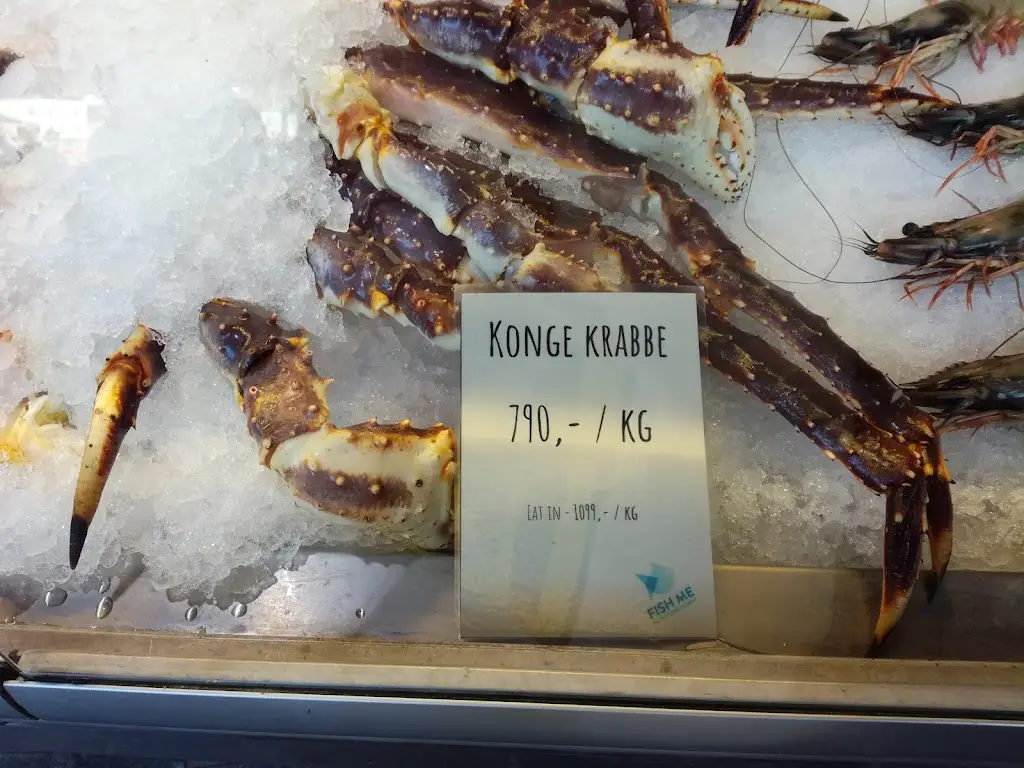 KONGE KRABBE
790,- / KG
EAT IN - 1099,- / KG
FISH ME